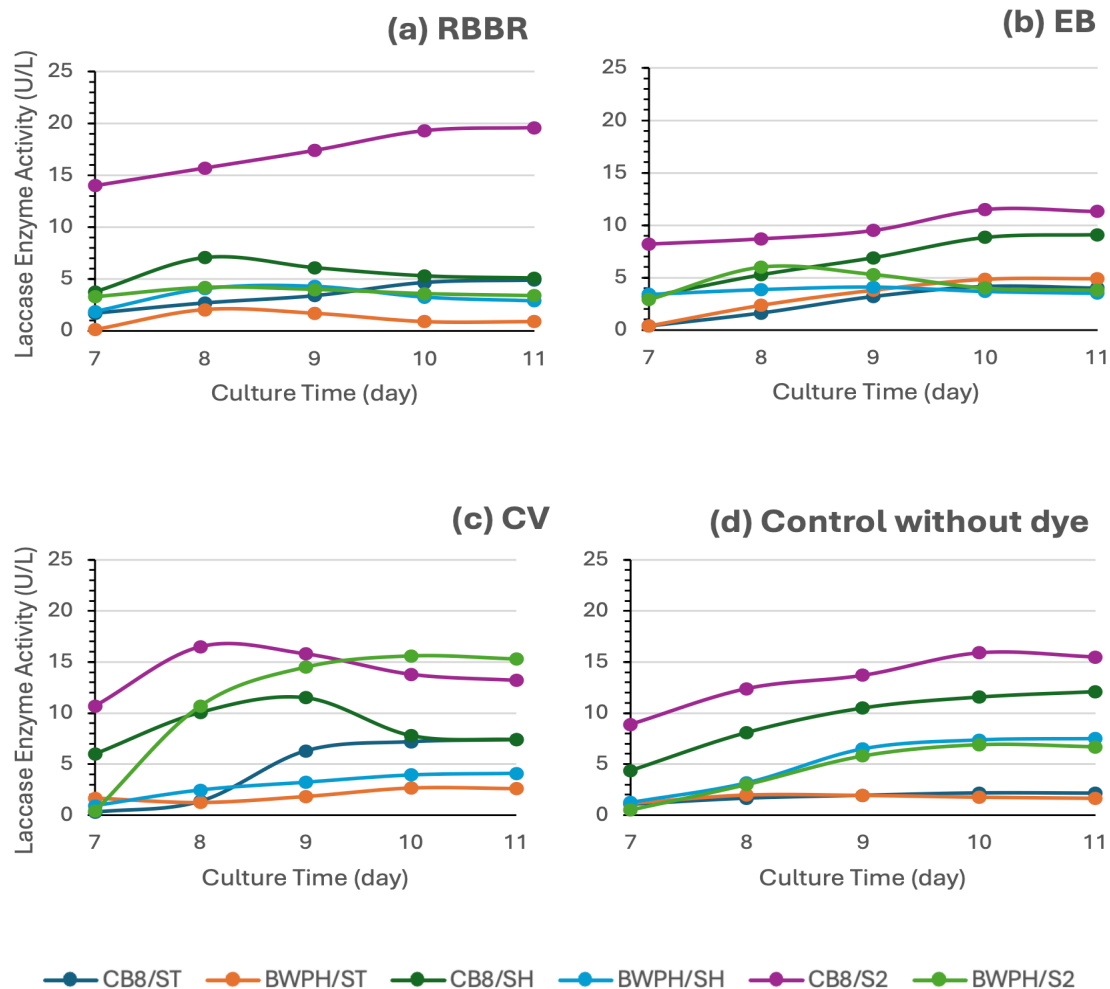 (a) RBBR
Laccase Enzyme Activity (U/L)
25
20
15
10
5
0
7 8 9 10 11
Culture Time (day)
(b) EB
25
20
15
10
5
0
7 8 9 10 11
Culture Time (day)
(c) CV
Laccase Enzyme Activity (U/L)
25
20
15
10
5
0
7 8 9 10 11
Culture Time (day)
(d) Control without dye
25
20
15
10
5
0
7 8 9 10 11
Culture Time (day)
CB8/ST BWPH/ST CB8/SH BWPH/SH CB8/S2 BWPH/S2